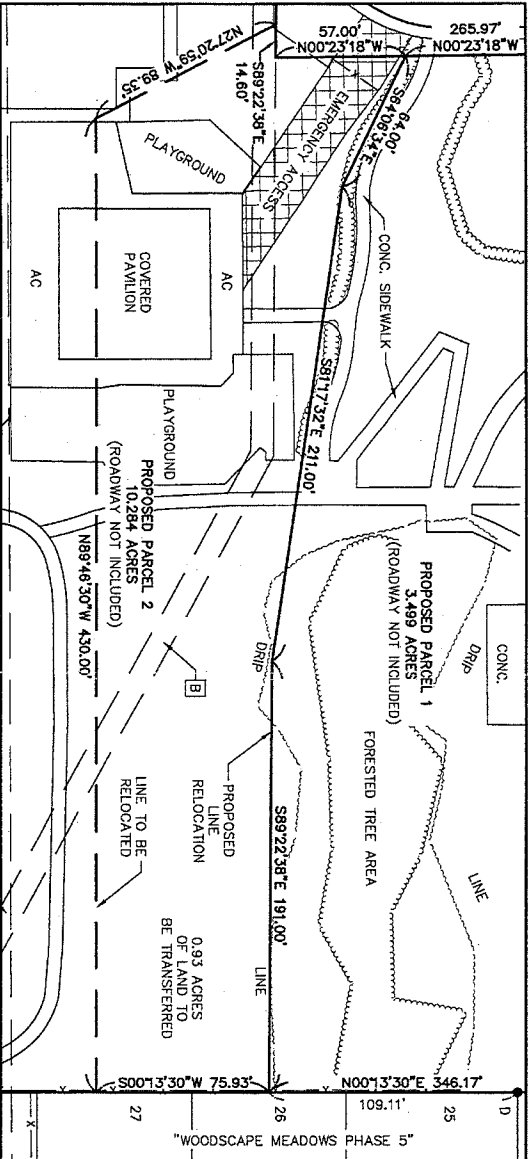 265.97'
N00°23'18"W
57.00'
N00°23'18"W
S89°22'38"E
14.60'
N27°20'59"W 89.35'
64.00'
S64°06'34"E
EMERGENCY ACCESS
PLAYGROUND
COVERED
PAVILION
AC
AC
CONC. SIDEWALK
S81°17'32"E 211.00'
PLAYGROUND
PROPOSED PARCEL 1
3.499 ACRES
(ROADWAY NOT INCLUDED)
PROPOSED PARCEL 2
10.284 ACRES
(ROADWAY NOT INCLUDED)
N89°46'30"W 430.00'
CONC.
DRIP
LINE
FORESTED TREE AREA
DRIP
LINE
B
PROPOSED
LINE
RELOCATION
S89°22'38"E 191.00'
LINE TO BE
RELOCATED
0.93 ACRES
OF LAND TO
BE TRANSFERRED
S00°13'30"W 75.93'
N00°13'30"E 346.17'
109.11'
D
25
26
27
"WOODSCAPE MEADOWS PHASE 5"
x
x
x